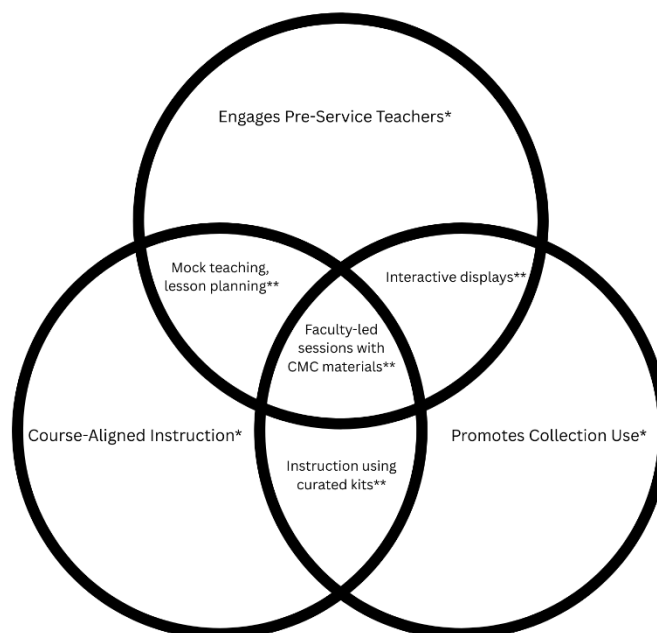 Engages Pre-Service Teachers*
Mock teaching,
lesson planning**
Interactive displays**
Faculty-led
sessions with
CMC materials**
Course-Aligned Instruction*
Promotes Collection Use*
Instruction using
curated kits**